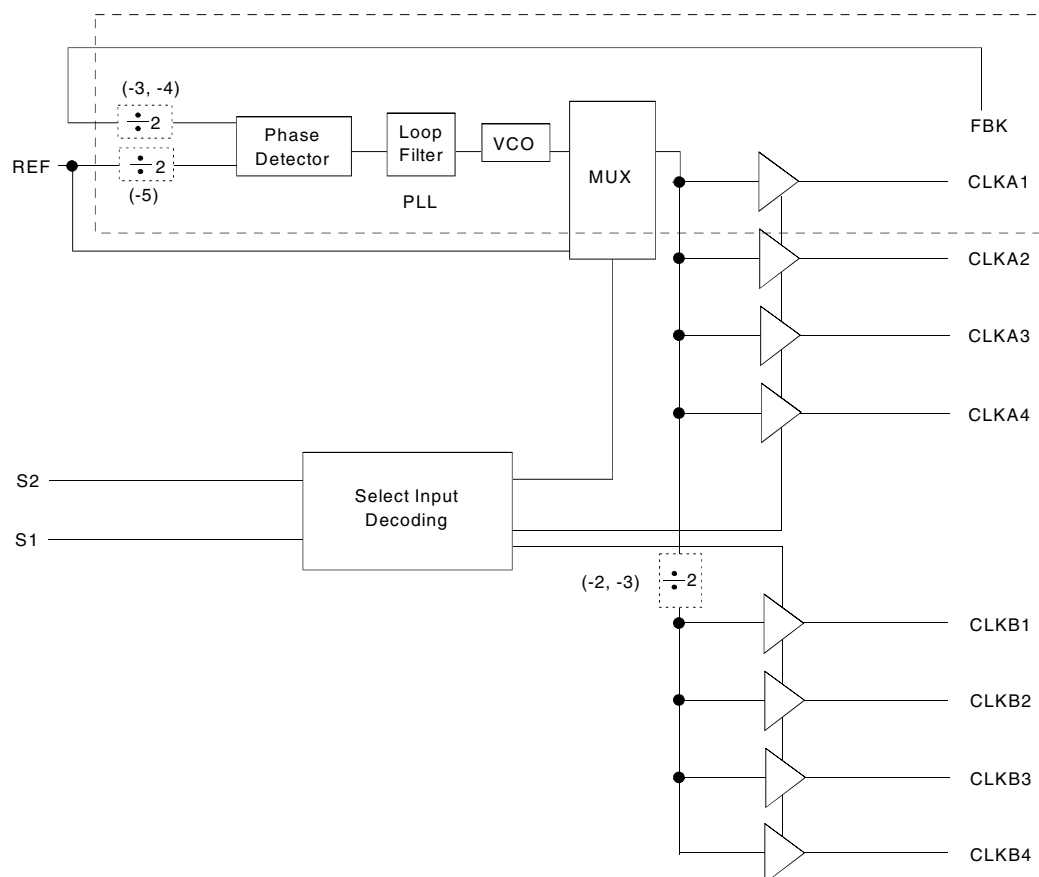 (-3, -4)
÷2
FBK
Phase
Detector
Loop
Filter
VCO
MUX
REF
÷2
(-5)
PLL
CLKA1
CLKA2
CLKA3
CLKA4
S2
S1
Select Input
Decoding
(-2, -3)
÷2
CLKB1
CLKB2
CLKB3
CLKB4